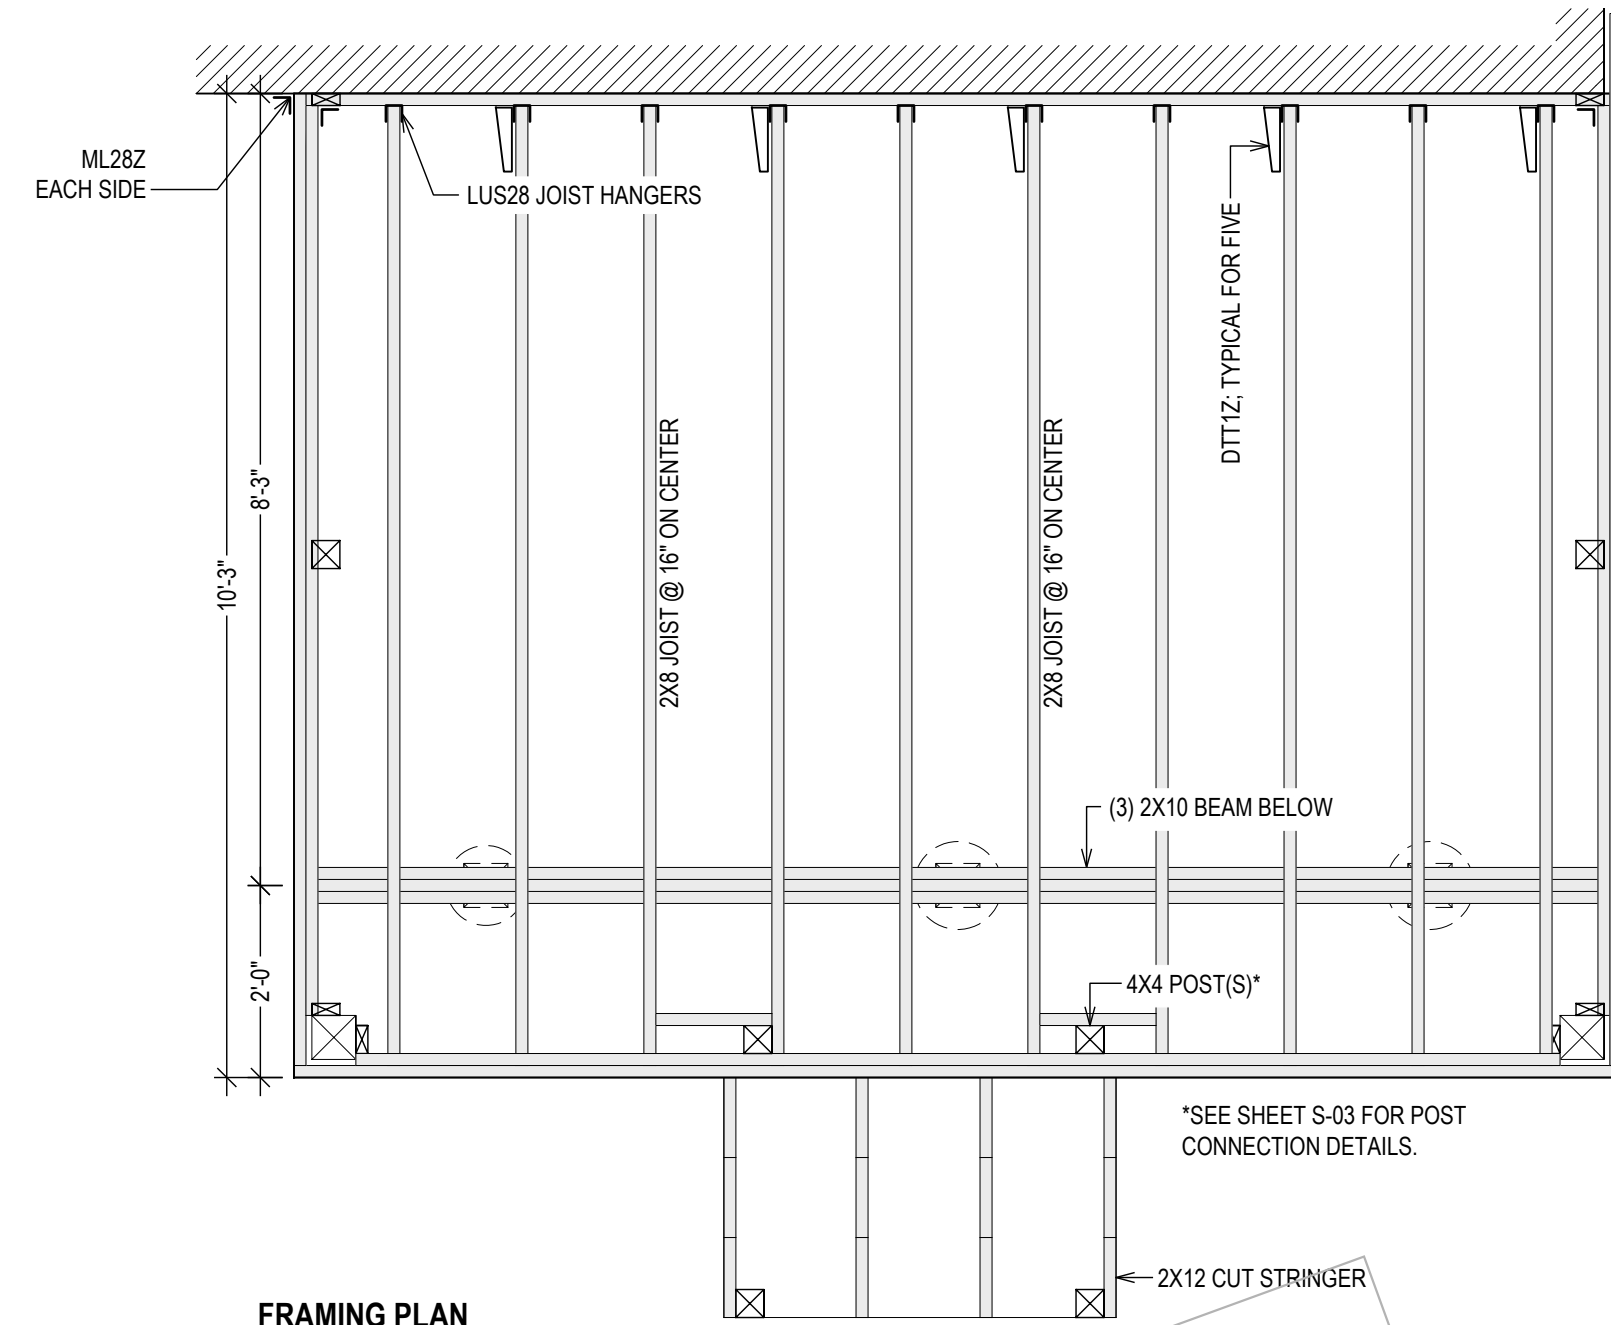 ML28Z
EACH SIDE
LUS28 JOIST HANGERS
DTT1Z; TYPICAL FOR FIVE
2X8 JOIST @ 16" ON CENTER
2X8 JOIST @ 16" ON CENTER
8'-3"
10'-3"
(3) 2X10 BEAM BELOW
2'-0"
4X4 POST(S)*
*SEE SHEET S-03 FOR POST
CONNECTION DETAILS.
2X12 CUT STRINGER
FRAMING PLAN